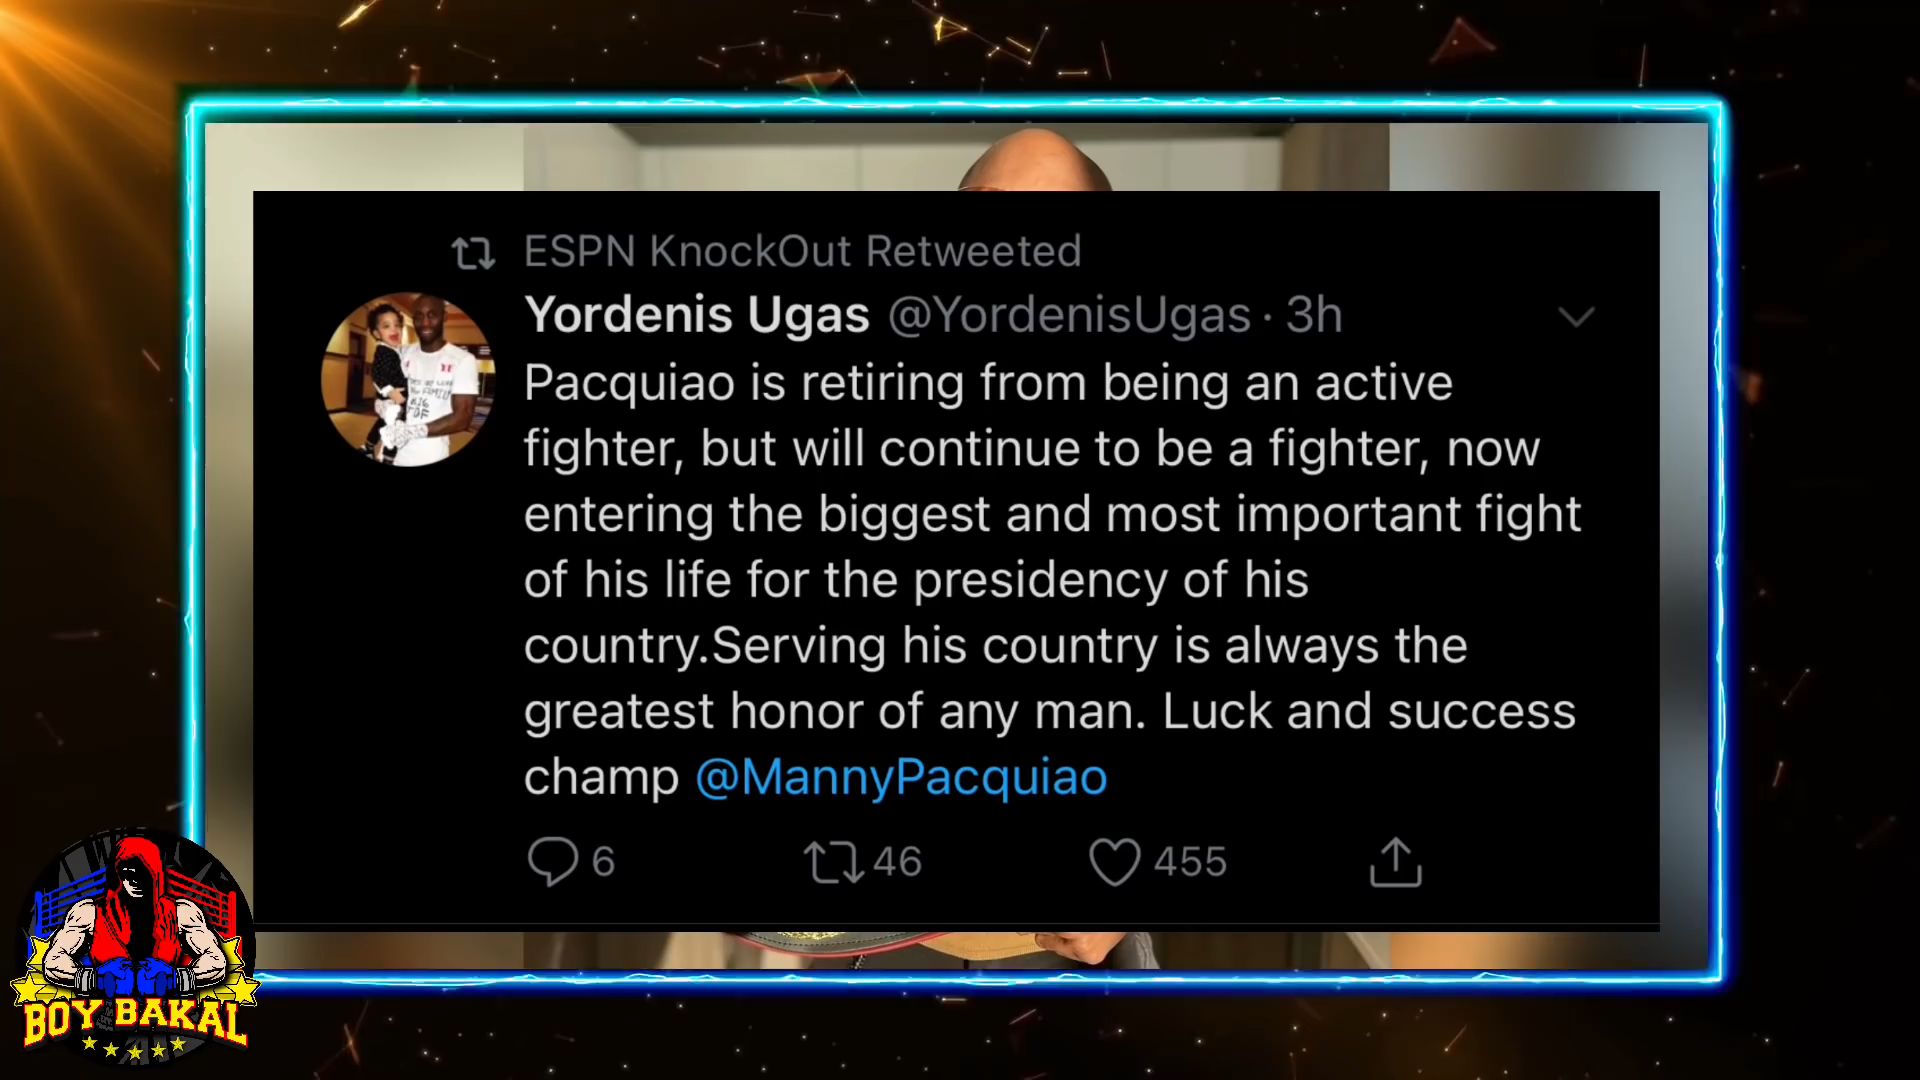 ESPN KnockOut Retweeted
Yordenis Ugas @YordenisUgas · 3h
Pacquiao is retiring from being an active
fighter, but will continue to be a fighter, now
entering the biggest and most important fight
of his life for the presidency of his
country.Serving his country is always the
greatest honor of any man. Luck and success
champ @MannyPacquiao
6 46 455
BOY BAKAL